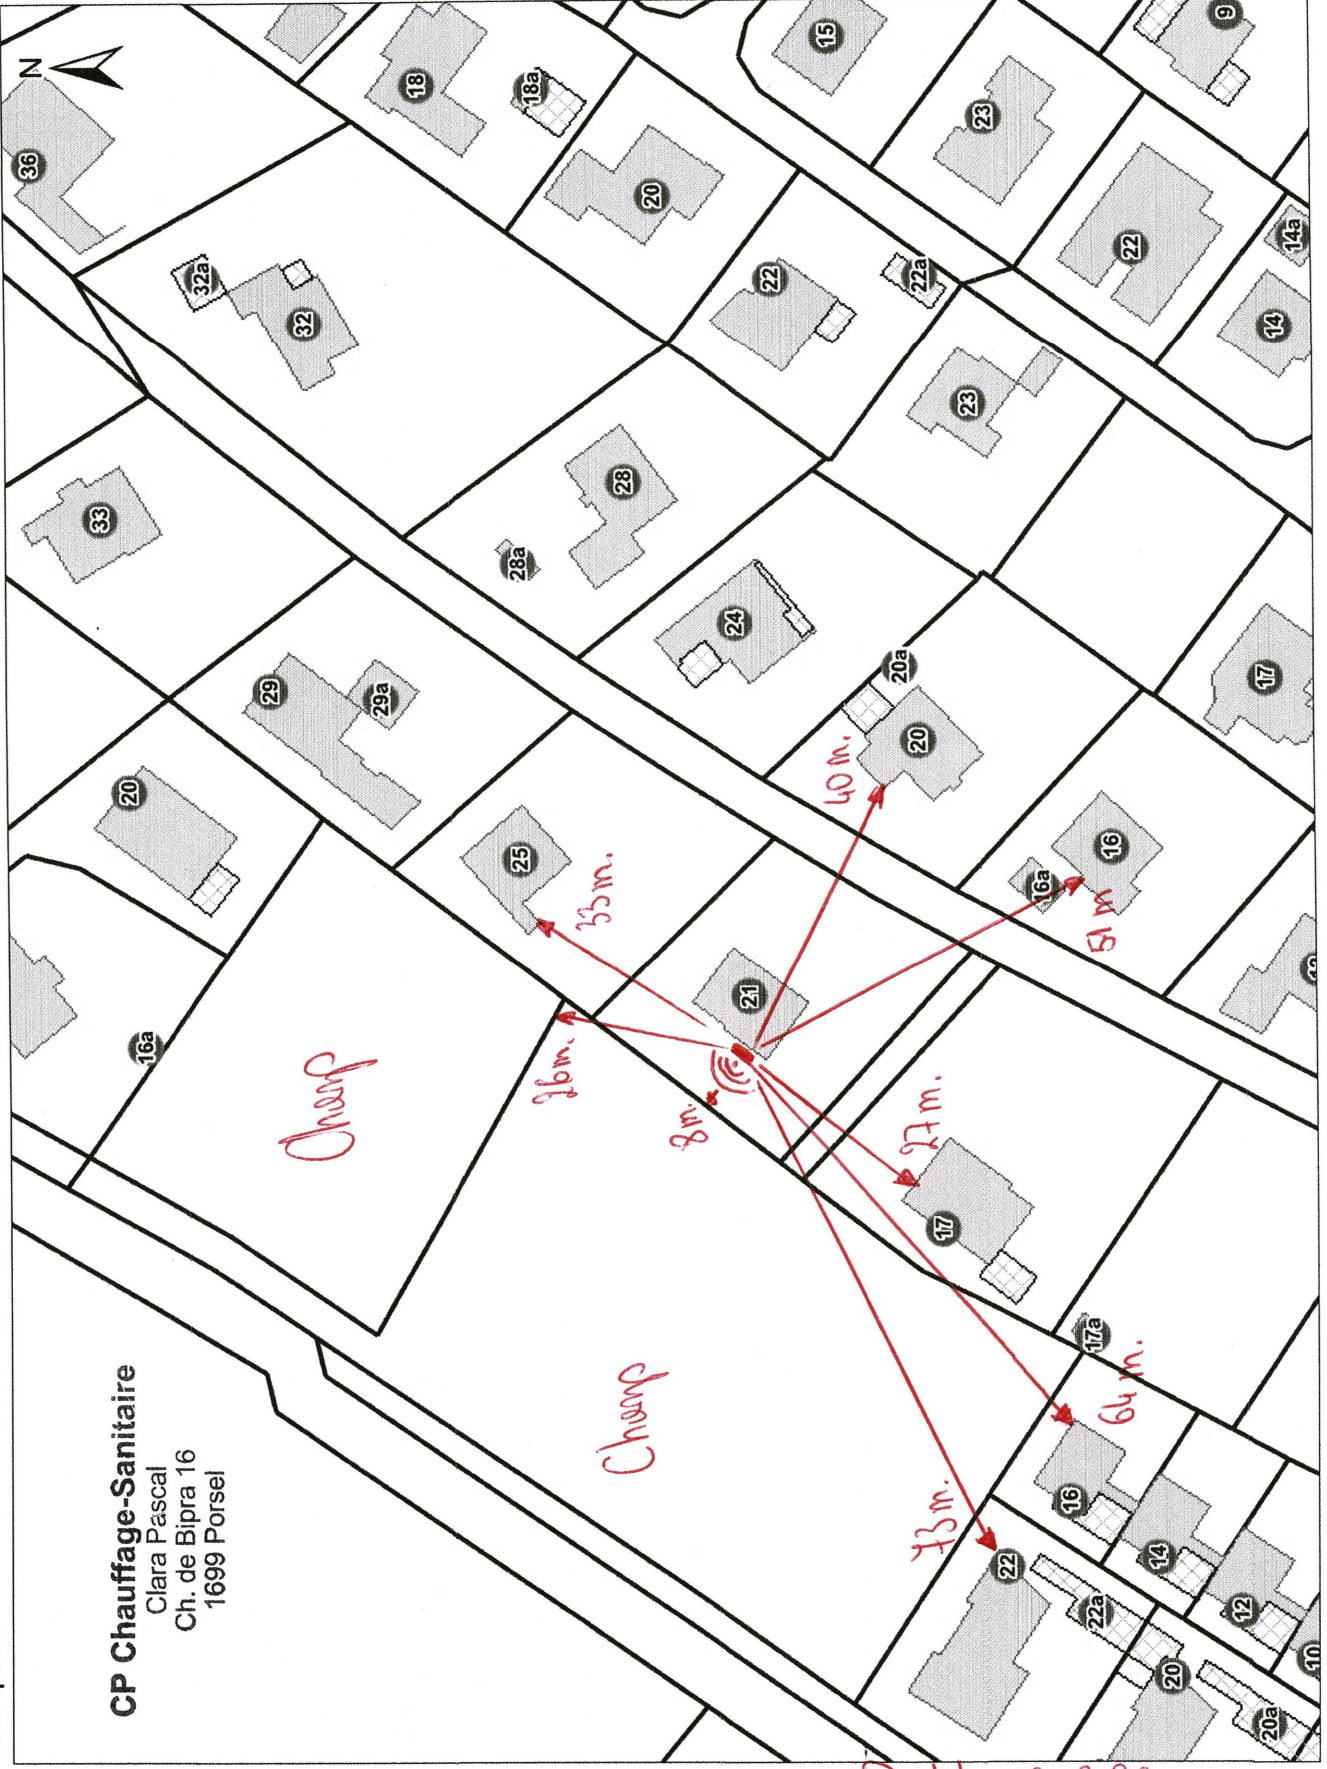 N
CP Chauffage-Sanitaire
Clara Pascal
Ch. de Bipra 16
1699 Porsel
Champ
Champ
33 m.
40 m.
51 m
26 m.
8 m.
27 m.
64 m.
73 m.
36
18
18a
15
9
32a
32
20
23
22
22a
22
14a
14
33
28
28a
23
24
29
29a
20
25
20a
20
17
16a
21
16a
16
17
17a
16
14
12
10
22
22a
20
20a